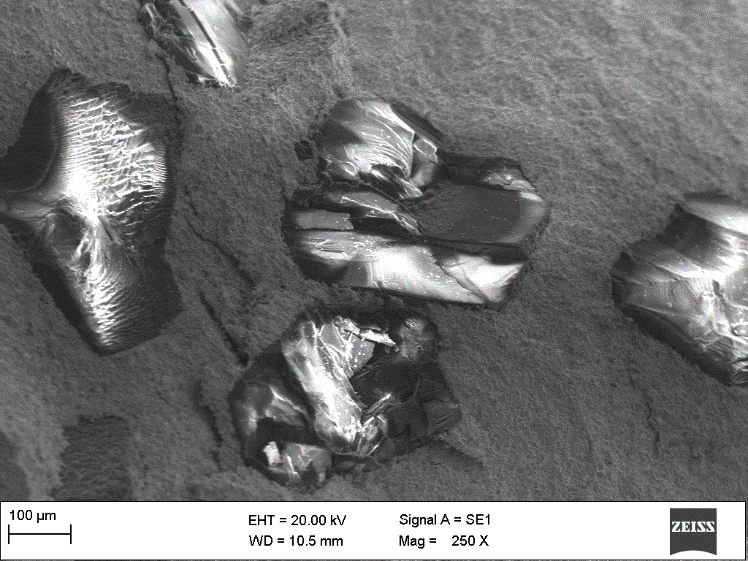 100 µm
EHT = 20.00 kV
WD = 10.5 mm
Signal A = SE1
Mag = 250 X
ZEISS